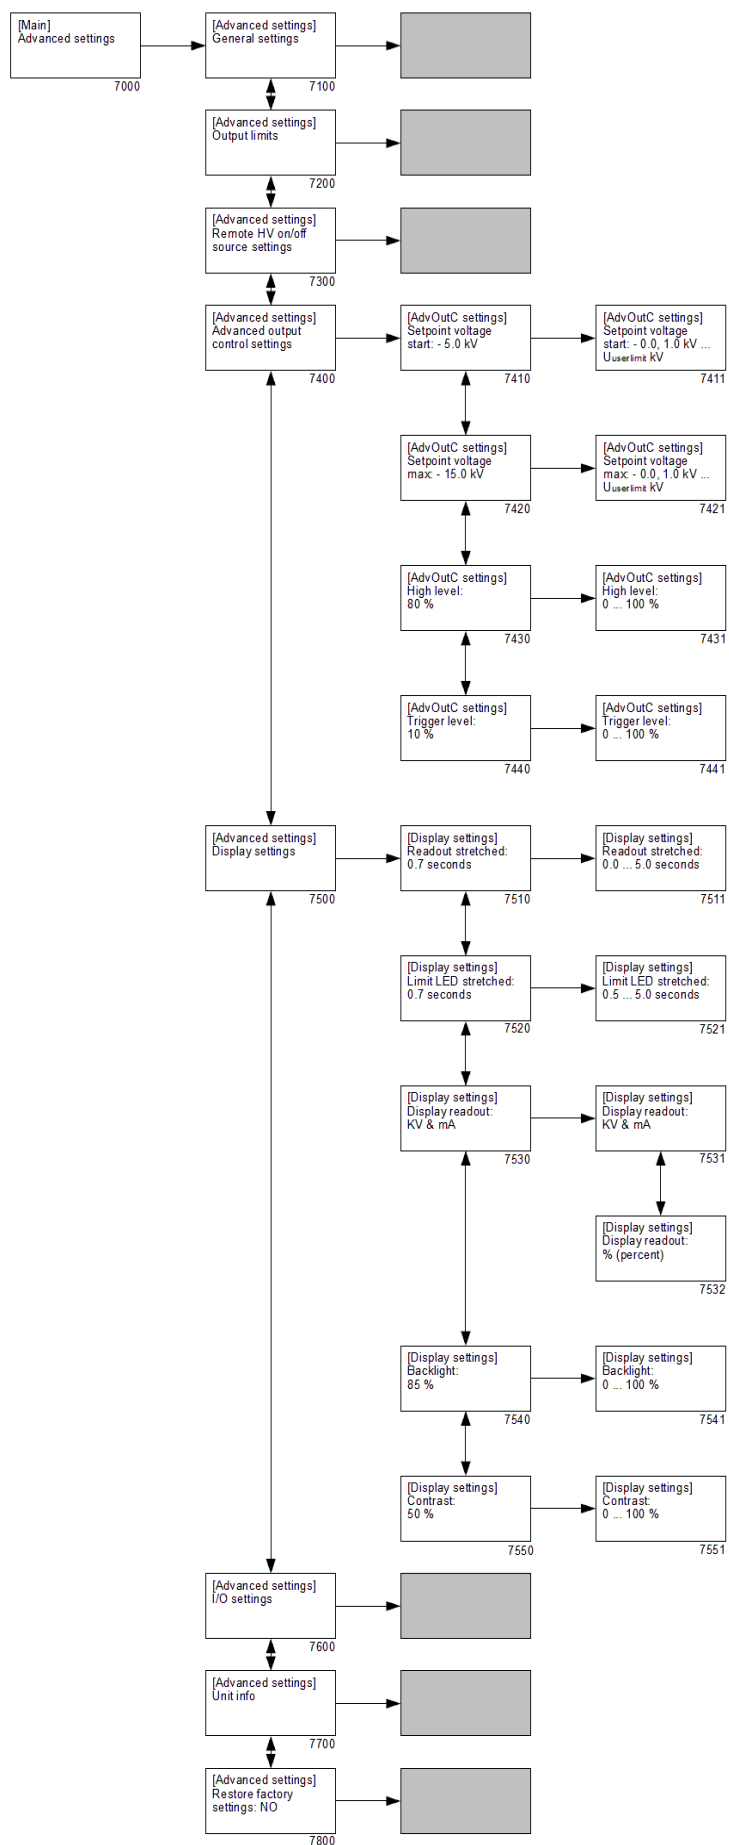 [Main]
Advanced settings
7000
[Advanced settings]
General settings
7100
[Advanced settings]
Output limits
7200
[Advanced settings]
Remote HV on/off
source settings
7300
[Advanced settings]
Advanced output
control settings
7400
[AdvOutC settings]
Setpoint voltage
start: - 5.0 kV
7410
[AdvOutC settings]
Setpoint voltage
start: - 0.0, 1.0 kV ...
Uuserlimit kV
7411
[AdvOutC settings]
Setpoint voltage
max: - 15.0 kV
7420
[AdvOutC settings]
Setpoint voltage
max: - 0.0, 1.0 kV ...
Uuserlimit kV
7421
[AdvOutC settings]
High level:
80 %
7430
[AdvOutC settings]
High level:
0 ... 100 %
7431
[AdvOutC settings]
Trigger level:
10 %
7440
[AdvOutC settings]
Trigger level:
0 ... 100 %
7441
[Advanced settings]
Display settings
7500
[Display settings]
Readout stretched:
0.7 seconds
7510
[Display settings]
Readout stretched:
0.0 ... 5.0 seconds
7511
[Display settings]
Limit LED stretched:
0.7 seconds
7520
[Display settings]
Limit LED stretched:
0.5 ... 5.0 seconds
7521
[Display settings]
Display readout:
KV & mA
7530
[Display settings]
Display readout:
KV & mA
7531
[Display settings]
Display readout:
% (percent)
7532
[Display settings]
Backlight:
85 %
7540
[Display settings]
Backlight:
0 ... 100 %
7541
[Display settings]
Contrast:
50 %
7550
[Display settings]
Contrast:
0 ... 100 %
7551
[Advanced settings]
I/O settings
7600
[Advanced settings]
Unit info
7700
[Advanced settings]
Restore factory
settings: NO
7800